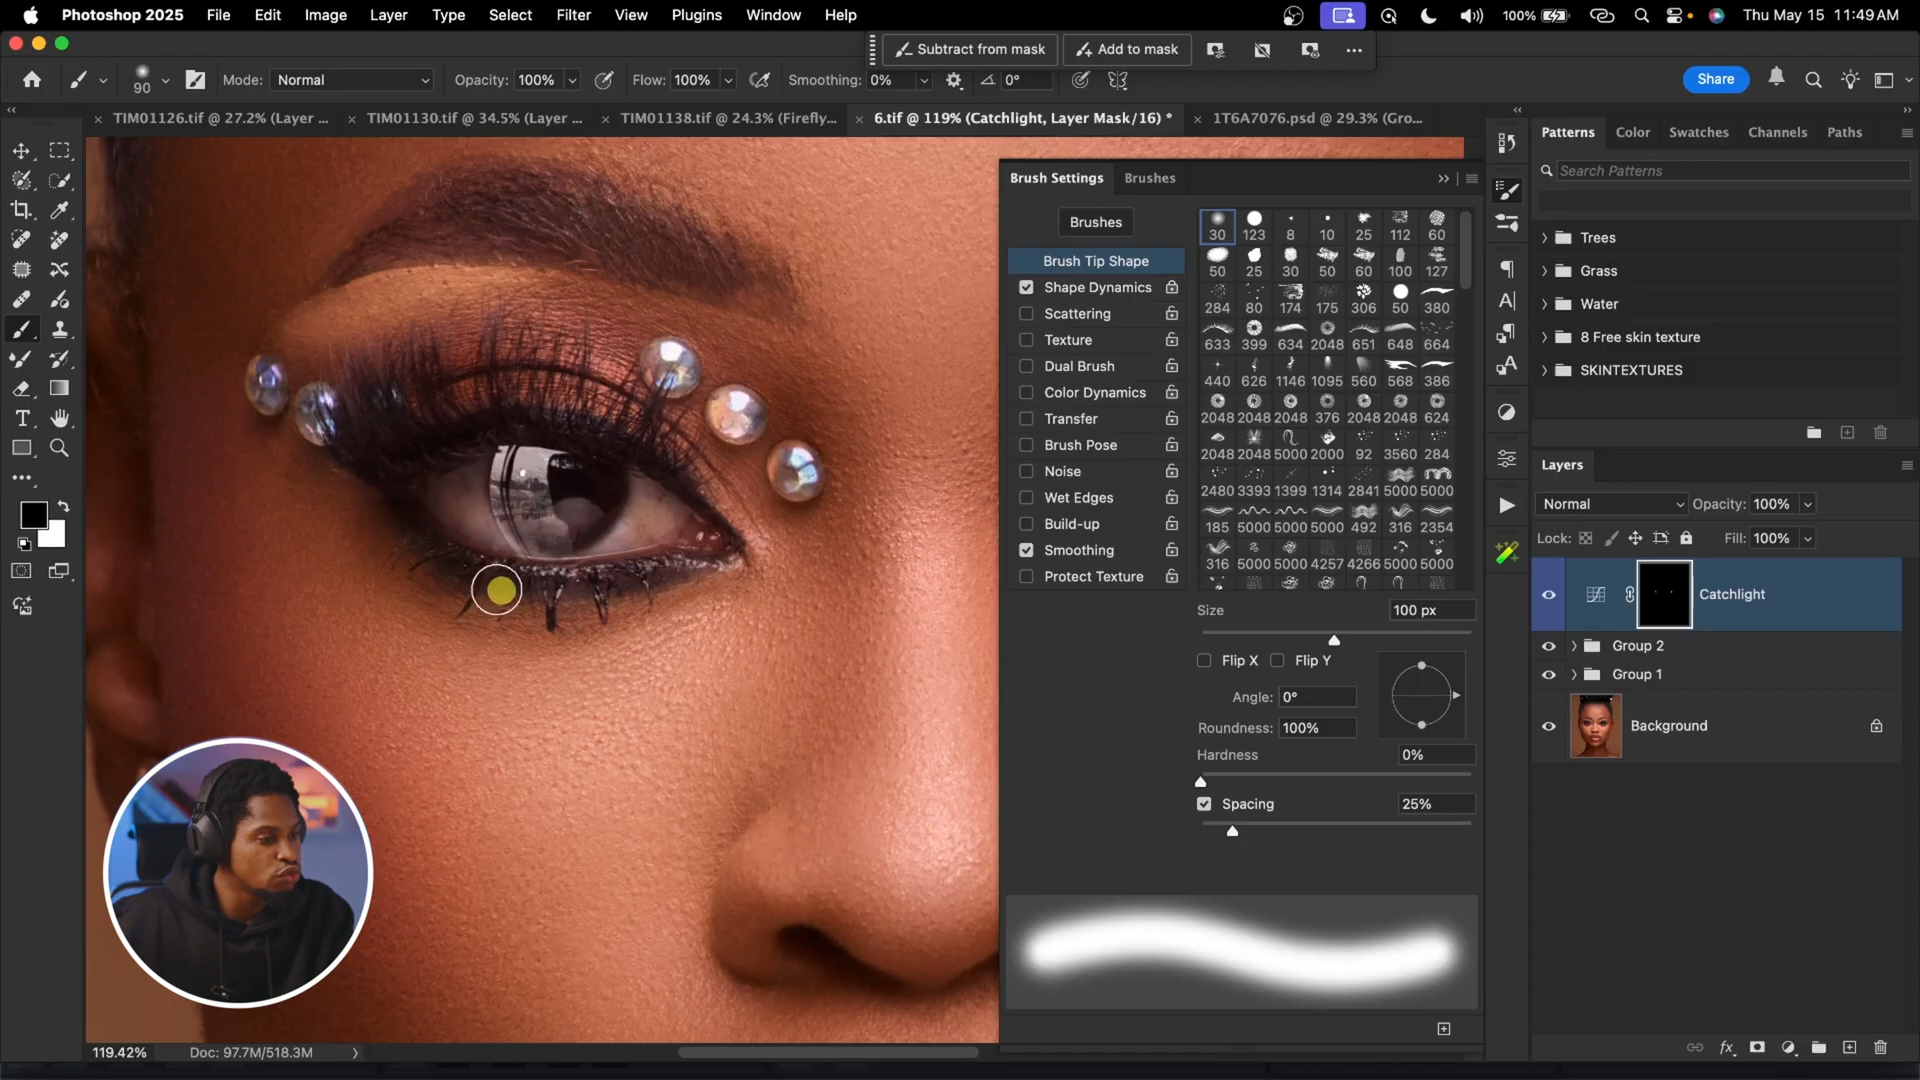 Photoshop 2025 File Edit Image Layer Type Select Filter View Plugins Window Help 100% Thu May 15 11:49 AM
Subtract from mask Add to mask
90 Mode: Normal Opacity: 100% Flow: 100% Smoothing: 0% 0° Share
TIM01126.tif @ 27.2% (Layer ... TIM01130.tif @ 34.5% (Layer ... TIM01138.tif @ 24.3% (Firefly... 6.tif @ 119% (Catchlight, Layer Mask/16) * 1T6A7076.psd @ 29.3% (Gro...
Patterns Color Swatches Channels Paths
Search Patterns
Trees
Grass
Water
8 Free skin texture
SKINTEXTURES
Brush Settings Brushes
Brushes
Brush Tip Shape
Shape Dynamics
Scattering
Texture
Dual Brush
Color Dynamics
Transfer
Brush Pose
Noise
Wet Edges
Build-up
Smoothing
Protect Texture
30 123 8 10 25 112 60
50 25 30 50 60 100 127
284 80 174 175 306 50 380
633 399 634 2048 651 648 664
440 626 1146 1095 560 568 386
2048 2048 2048 376 2048 2048 624
2048 2048 5000 2000 92 3560 284
2480 3393 1399 1314 2841 5000 5000
185 5000 5000 5000 492 316 2354
316 5000 5000 4257 4266 5000 5000
Size 100 px
Flip X Flip Y
Angle: 0°
Roundness: 100%
Hardness 0%
Spacing 25%
Layers
Normal Opacity: 100%
Lock: Fill: 100%
Catchlight
Group 2
Group 1
Background
fx
119.42% Doc: 97.7M/518.3M